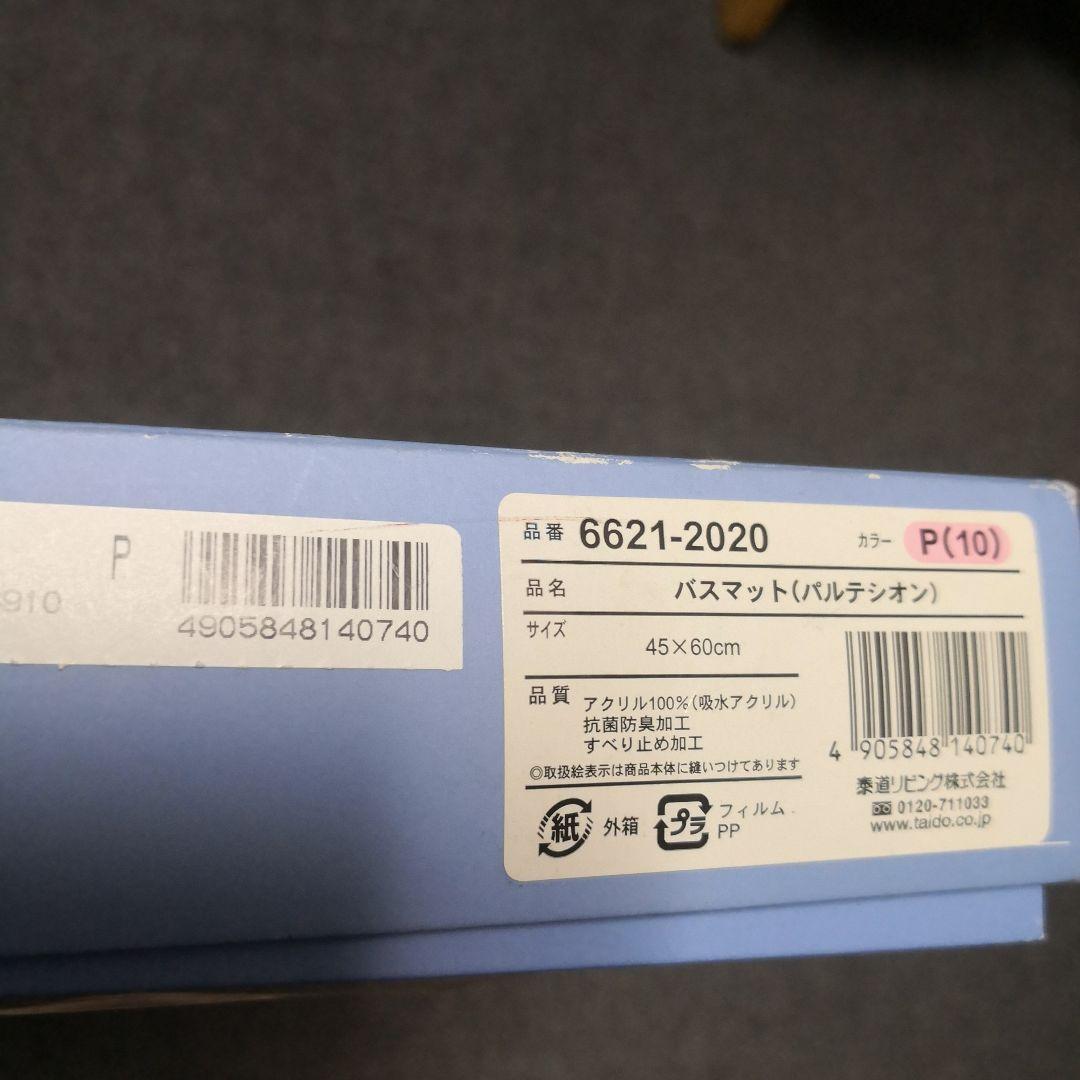 P
910
4905848140740
品番 6621-2020 カラー P(10)
品名 バスマット(パルテシオン)
サイズ 45×60cm
品質 アクリル100%(吸水アクリル)
抗菌防臭加工
すべり止め加工
◎取扱絵表示は商品本体に縫いつけてあります
紙 外箱 プラ フィルム
PP
4 905848 140740
泰道リビング株式会社
0120-711033
www.taido.co.jp